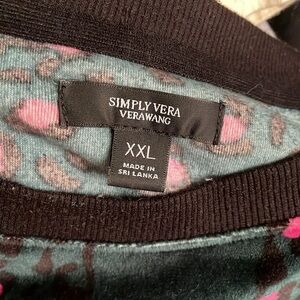 SIMPLY VERA
VERAWANG
XXL
MADE IN
SRI LANKA